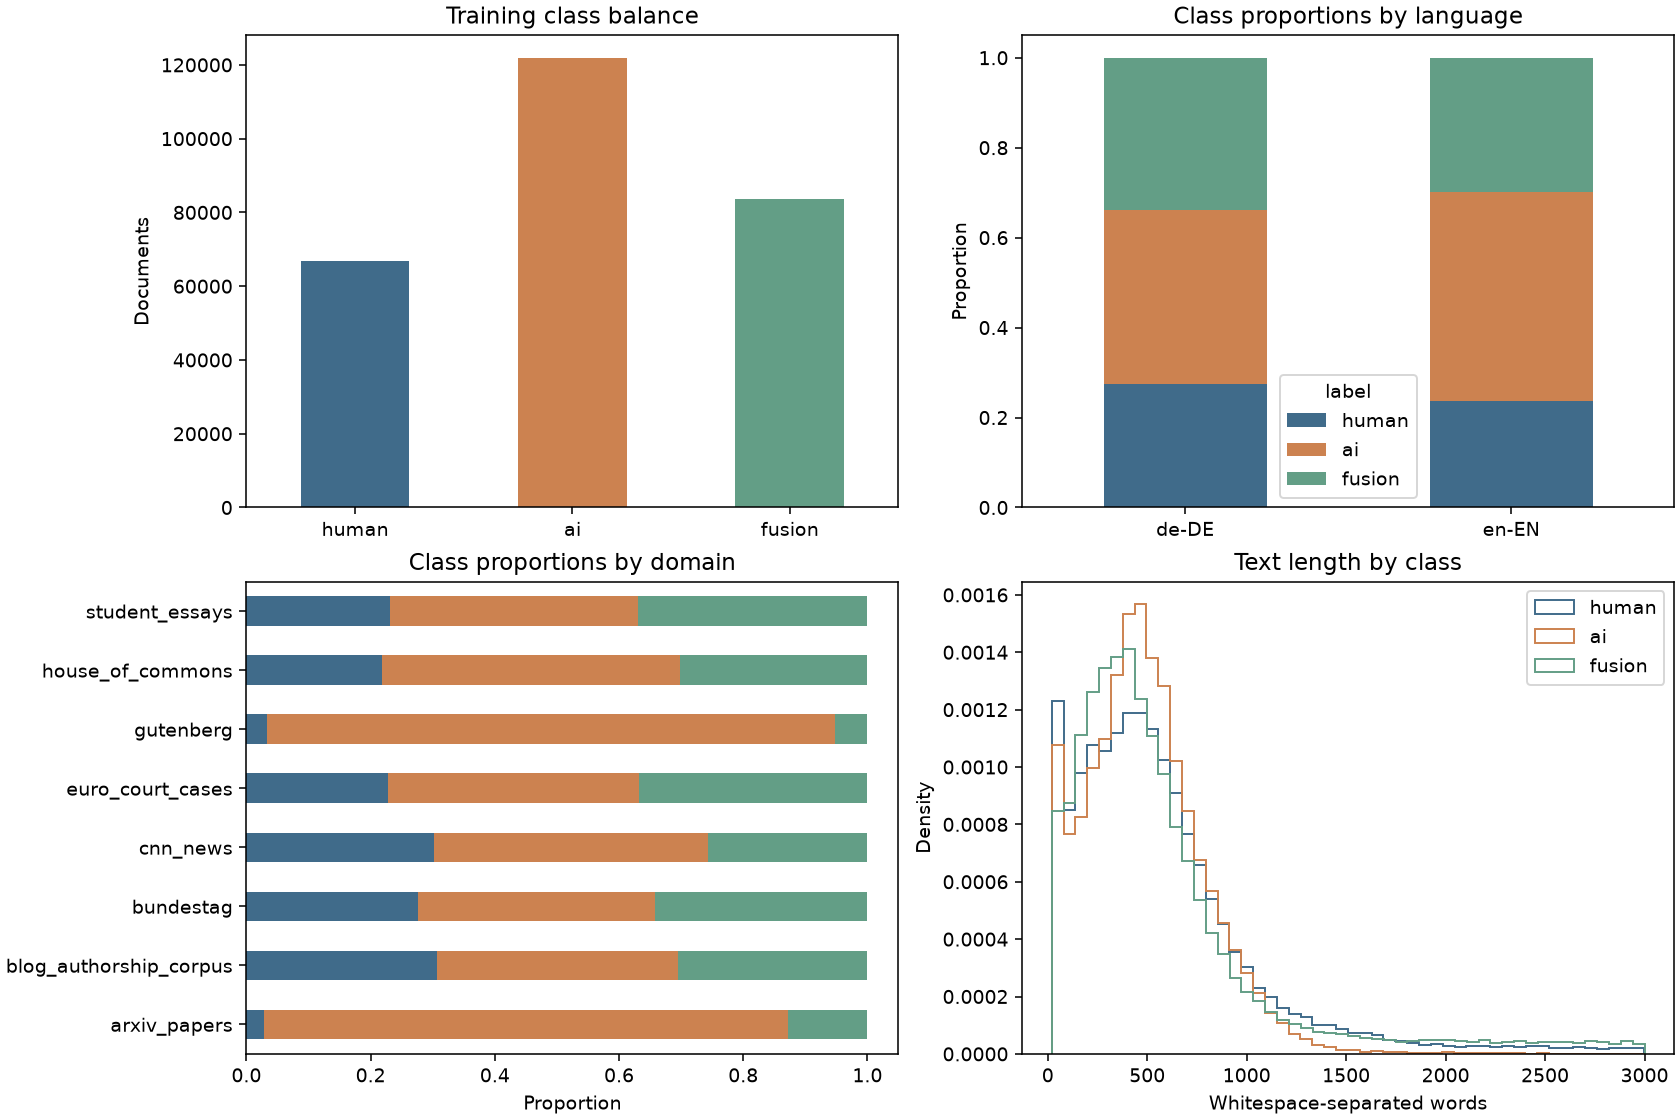 Training class balance
120000
100000
80000
60000
40000
20000
0
Documents
human
ai
fusion
Class proportions by language
1.0
0.8
0.6
0.4
0.2
0.0
Proportion
label
human
ai
fusion
de-DE
en-EN
Class proportions by domain
student_essays
house_of_commons
gutenberg
euro_court_cases
cnn_news
bundestag
blog_authorship_corpus
arxiv_papers
0.0 0.2 0.4 0.6 0.8 1.0
Proportion
Text length by class
0.0016
0.0014
0.0012
0.0010
0.0008
0.0006
0.0004
0.0002
0.0000
Density
human
ai
fusion
0 500 1000 1500 2000 2500 3000
Whitespace-separated words